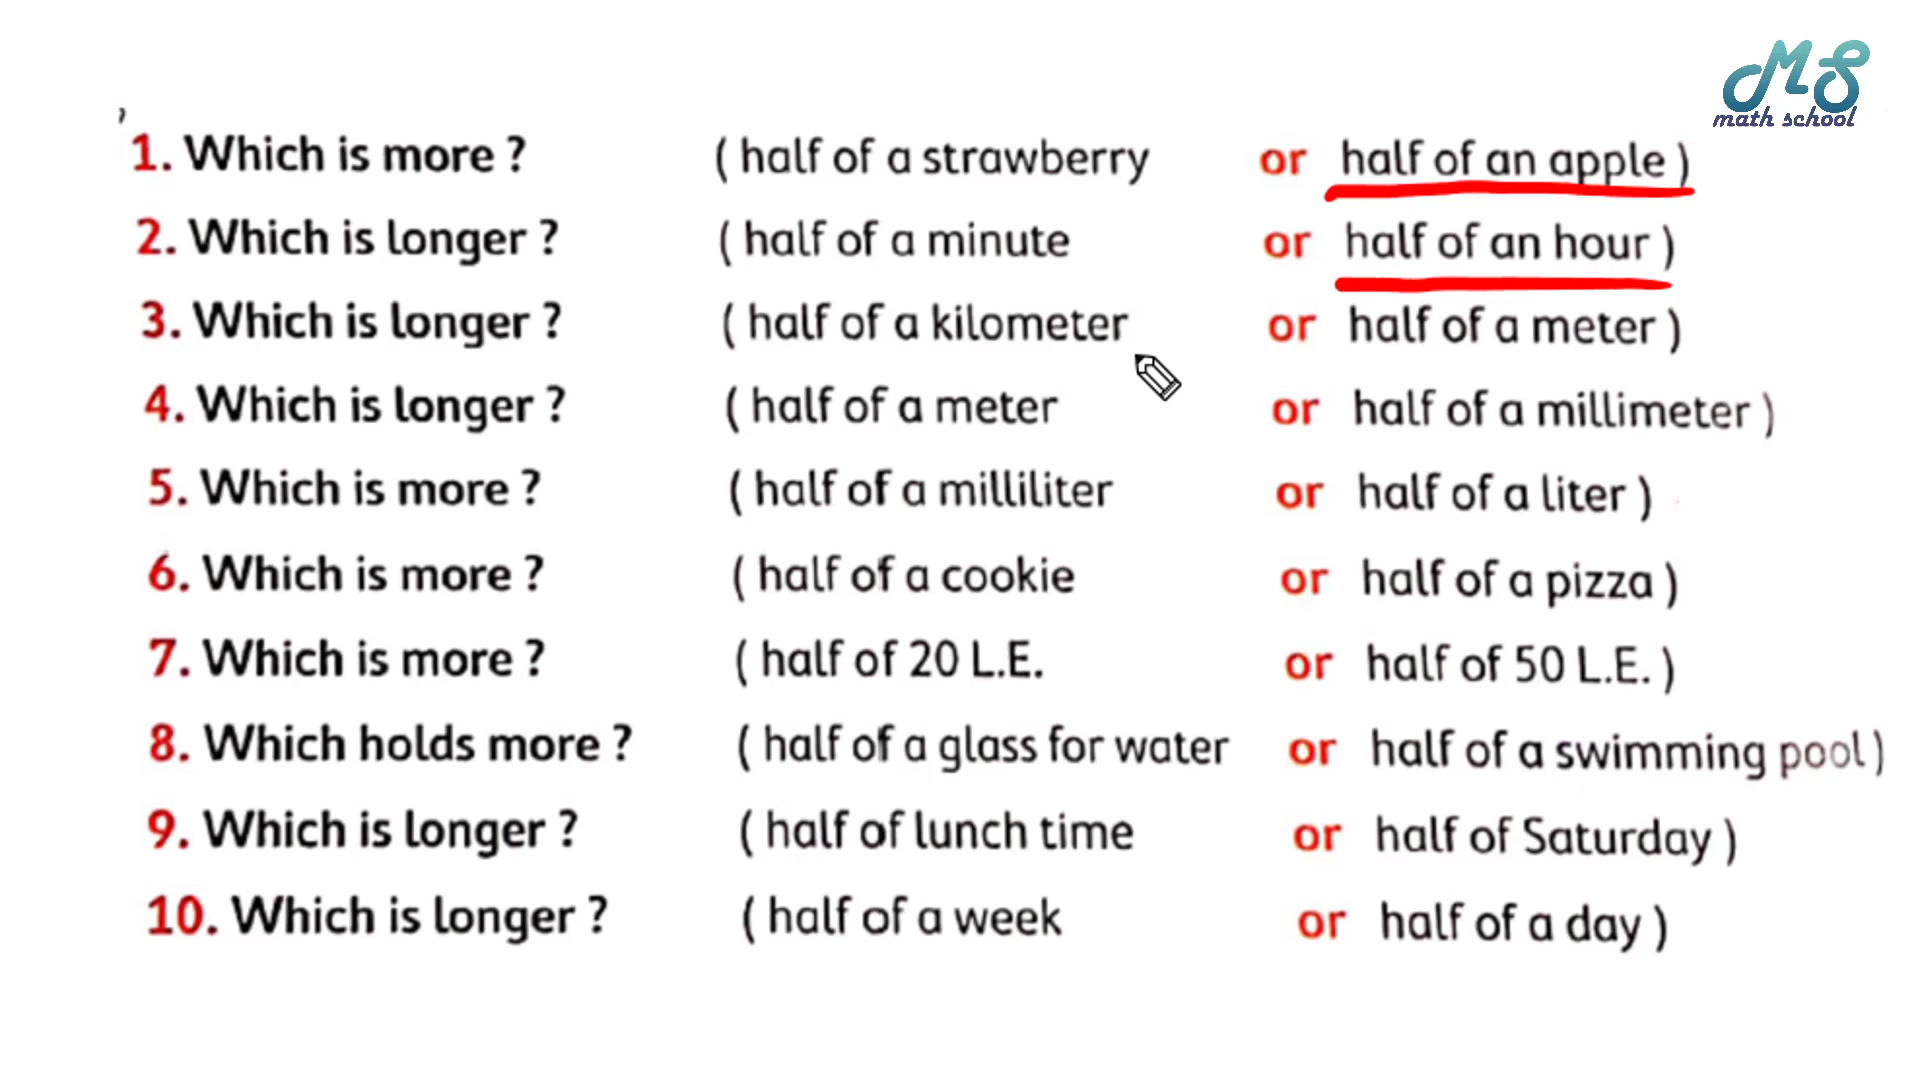 MS
math school
1. Which is more ? ( half of a strawberry or half of an apple )
2. Which is longer ? ( half of a minute or half of an hour )
3. Which is longer ? ( half of a kilometer or half of a meter )
4. Which is longer ? ( half of a meter or half of a millimeter )
5. Which is more ? ( half of a milliliter or half of a liter )
6. Which is more ? ( half of a cookie or half of a pizza )
7. Which is more ? ( half of 20 L.E. or half of 50 L.E. )
8. Which holds more ? ( half of a glass for water or half of a swimming pool )
9. Which is longer ? ( half of lunch time or half of Saturday )
10. Which is longer ? ( half of a week or half of a day )